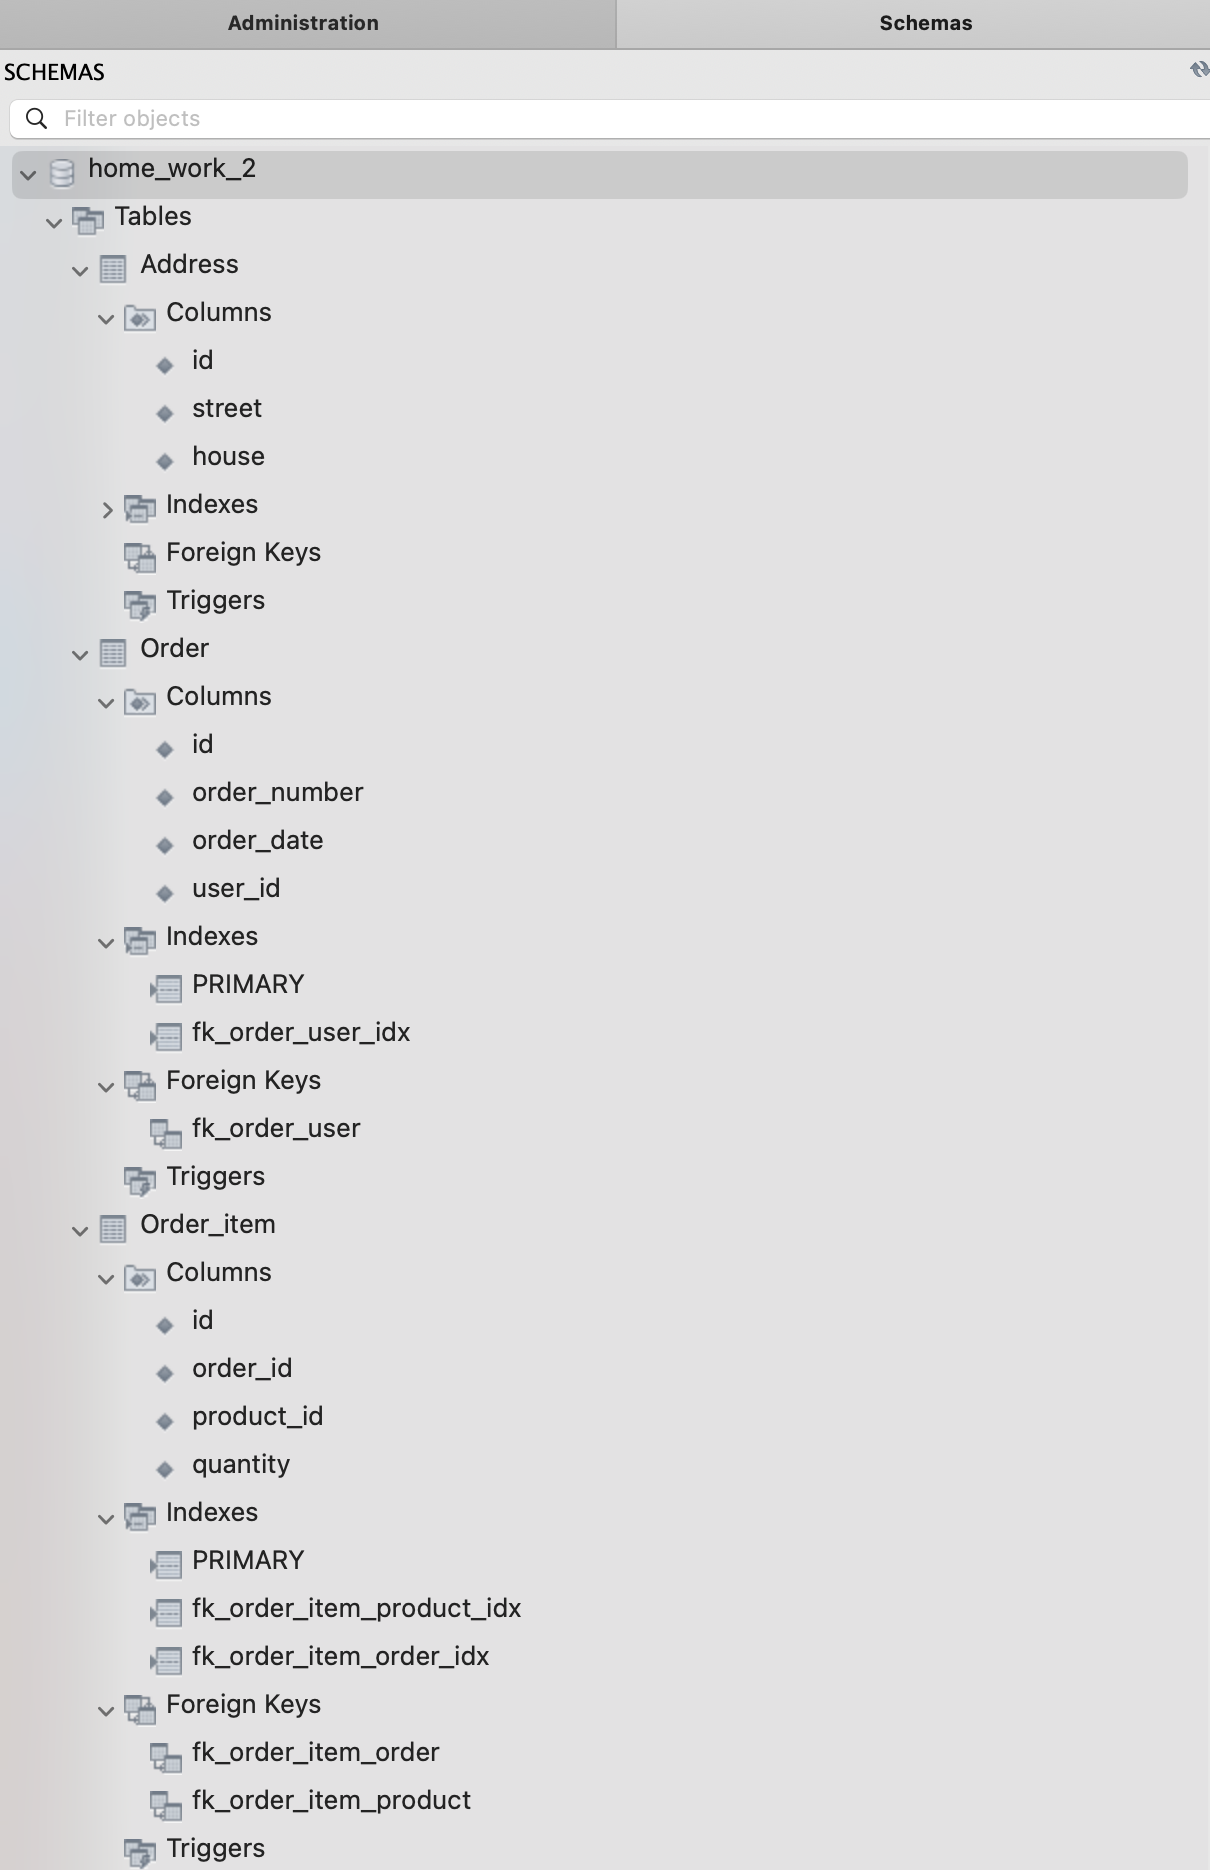 Administration
Schemas
SCHEMAS
Filter objects
home_work_2
Tables
Address
Columns
id
street
house
Indexes
Foreign Keys
Triggers
Order
Columns
id
order_number
order_date
user_id
Indexes
PRIMARY
fk_order_user_idx
Foreign Keys
fk_order_user
Triggers
Order_item
Columns
id
order_id
product_id
quantity
Indexes
PRIMARY
fk_order_item_product_idx
fk_order_item_order_idx
Foreign Keys
fk_order_item_order
fk_order_item_product
Triggers